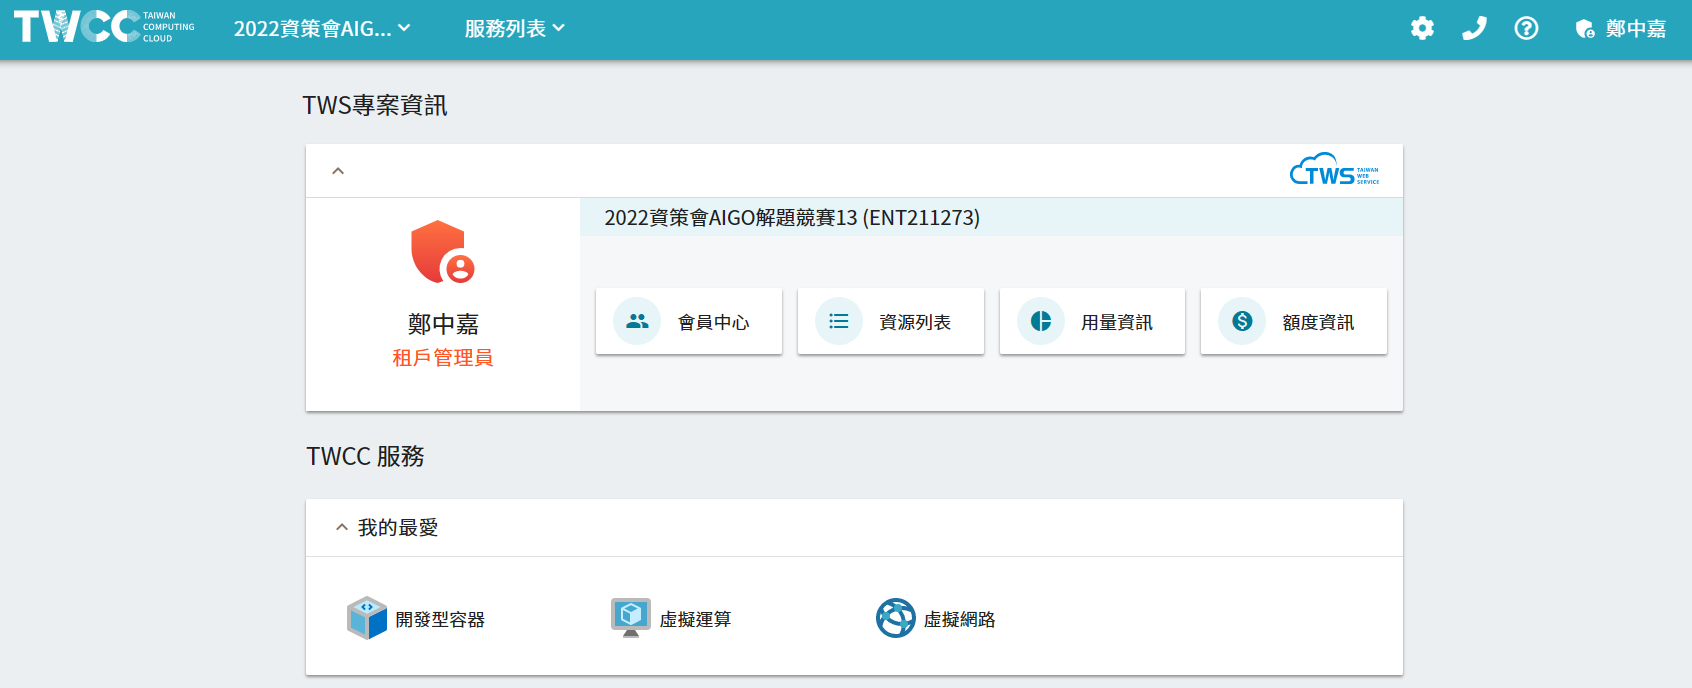 TWCC TAIWAN COMPUTING CLOUD
2022資策會AIG...
服務列表
鄭中嘉
TWS專案資訊
TWS TAIWAN WEB SERVICE
2022資策會AIGO解題競賽13 (ENT211273)
鄭中嘉
租戶管理員
會員中心
資源列表
用量資訊
額度資訊
TWCC 服務
我的最愛
開發型容器
虛擬運算
虛擬網路